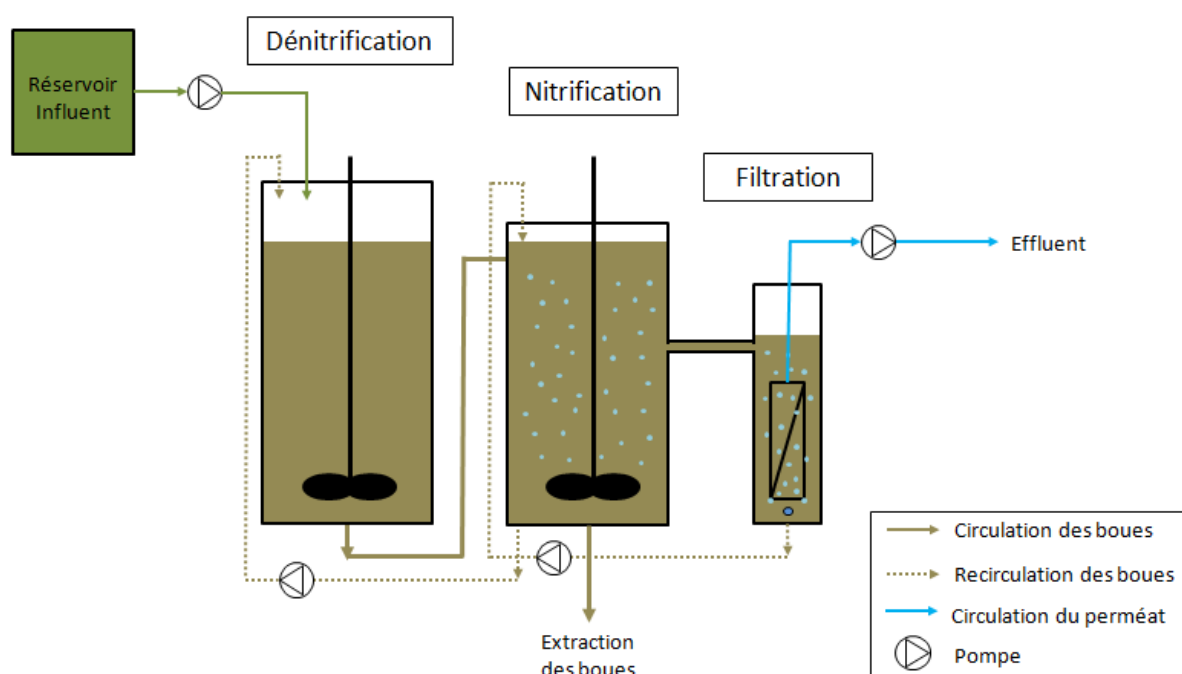 Dénitrification
Réservoir
Influent
Nitrification
Filtration
Effluent
Circulation des boues
Recirculation des boues
Circulation du perméat
Pompe
Extraction
des boues